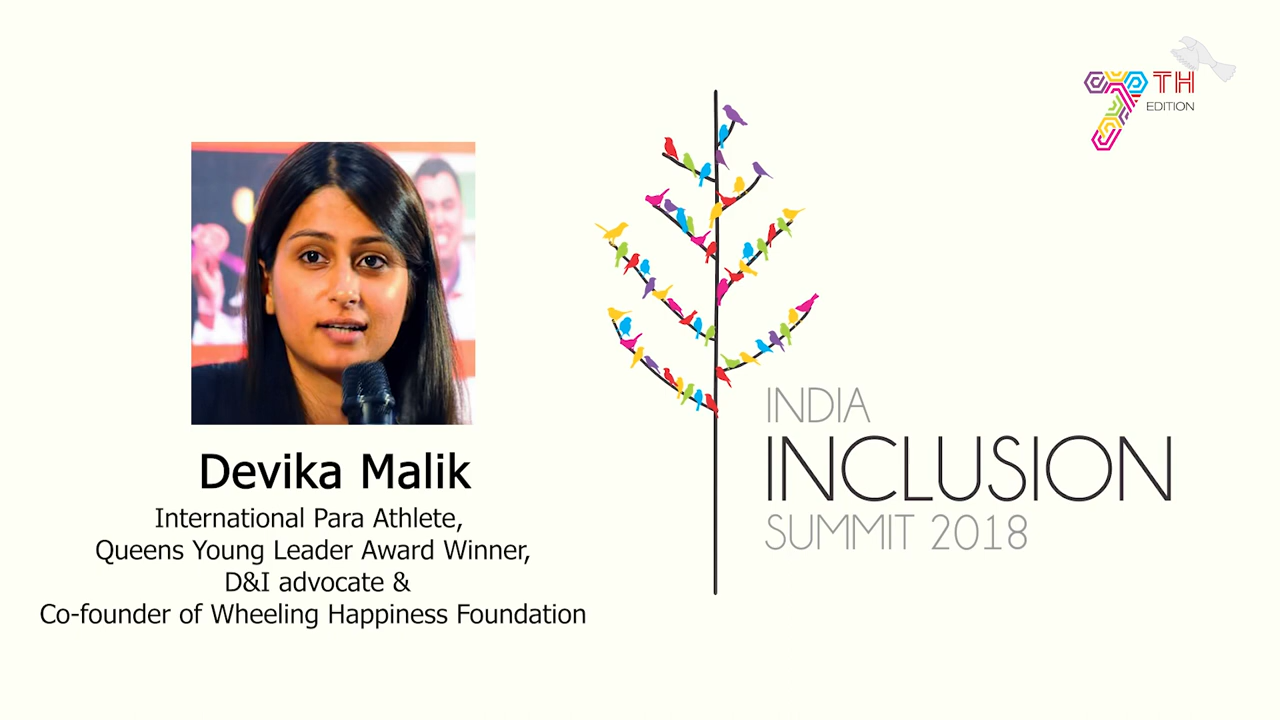 7TH
EDITION
Devika Malik
International Para Athlete,
Queens Young Leader Award Winner,
D&I advocate &
Co-founder of Wheeling Happiness Foundation
INDIA
INCLUSION
SUMMIT 2018